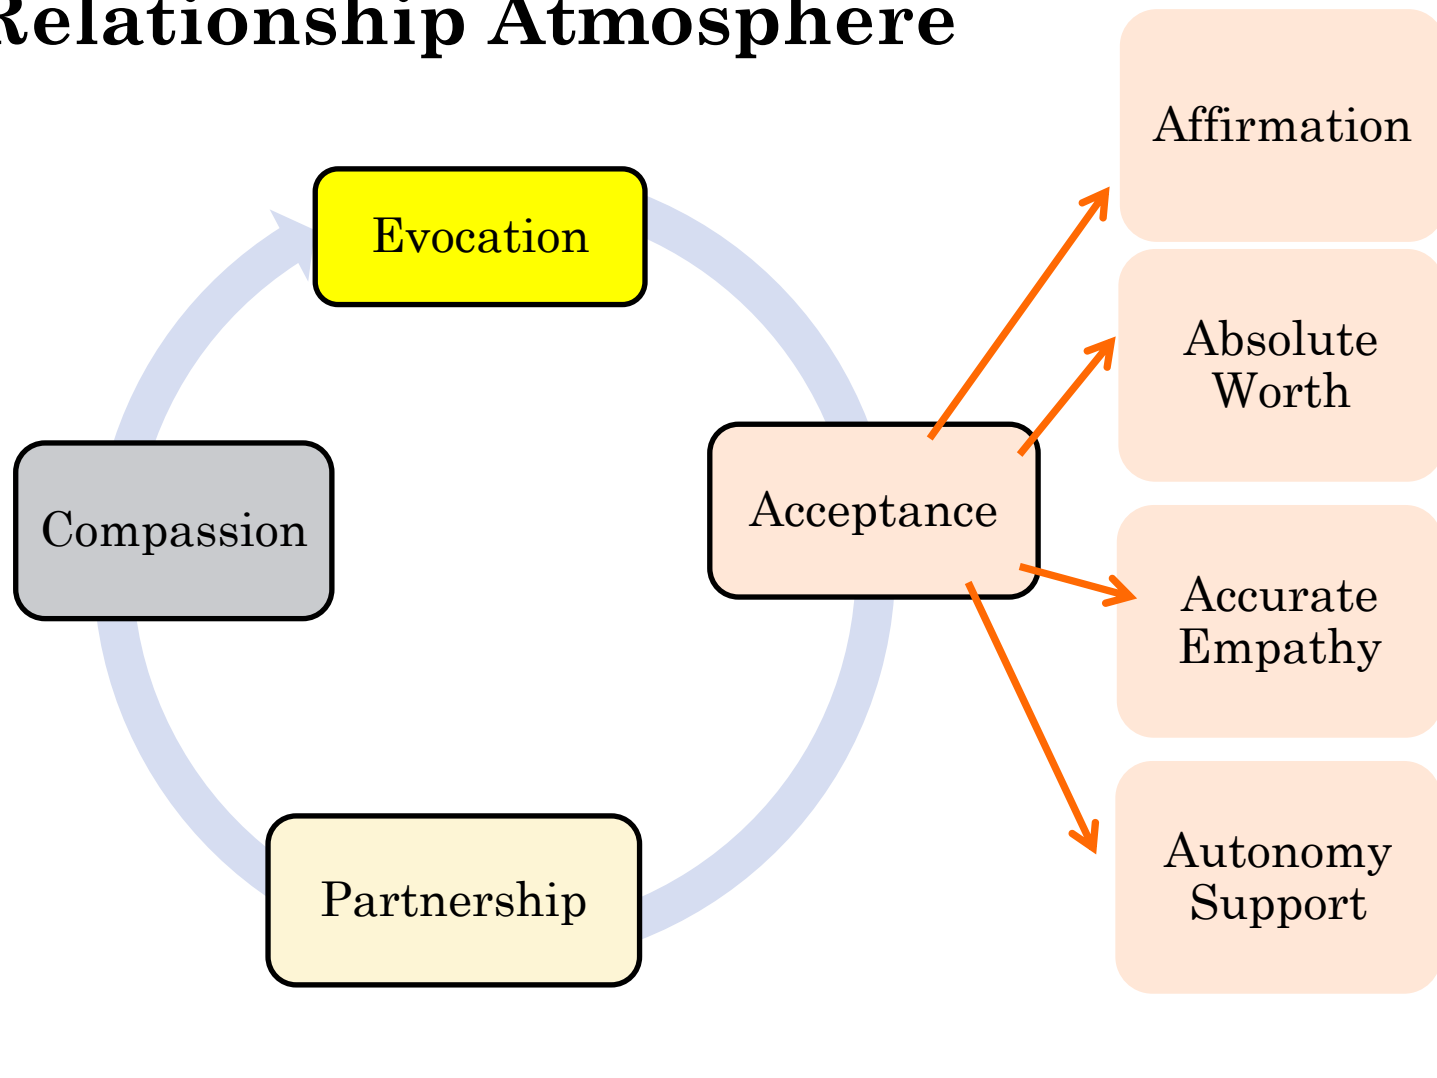 Relationship Atmosphere
Evocation
Acceptance
Partnership
Compassion
Affirmation
Absolute
Worth
Accurate
Empathy
Autonomy
Support